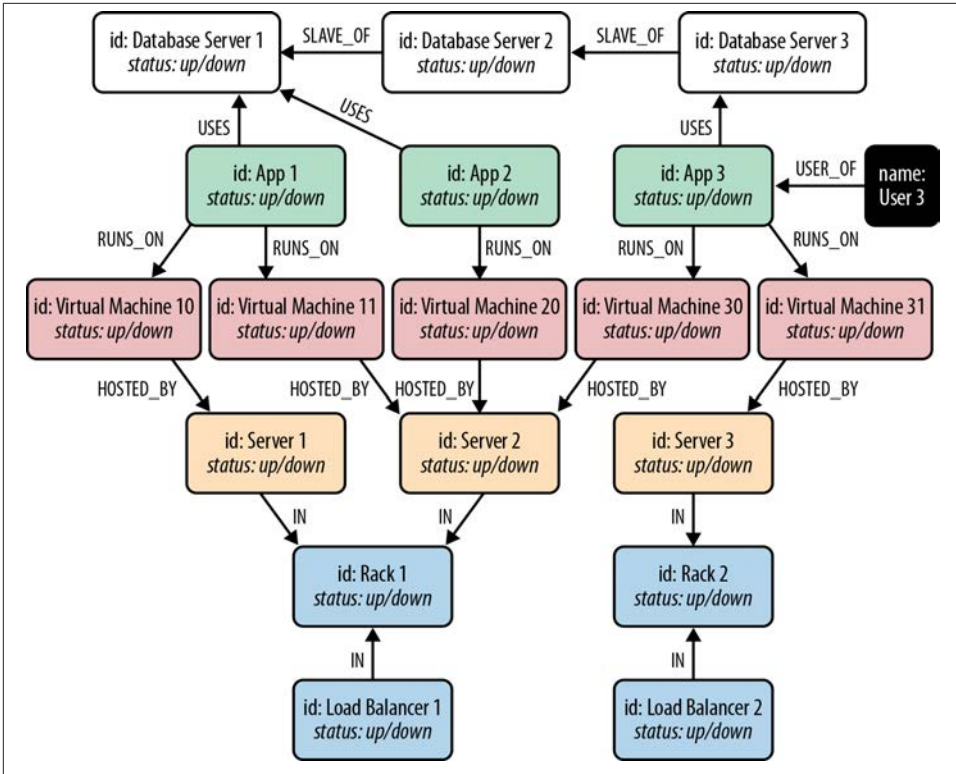 id: Database Server 1
status: up/down
SLAVE_OF
id: Database Server 2
status: up/down
SLAVE_OF
id: Database Server 3
status: up/down
USES
USES
USES
id: App 1
status: up/down
id: App 2
status: up/down
id: App 3
status: up/down
USER_OF
name:
User 3
RUNS_ON
RUNS_ON
RUNS_ON
RUNS_ON
RUNS_ON
id: Virtual Machine 10
status: up/down
id: Virtual Machine 11
status: up/down
id: Virtual Machine 20
status: up/down
id: Virtual Machine 30
status: up/down
id: Virtual Machine 31
status: up/down
HOSTED_BY
HOSTED_BY
HOSTED_BY
HOSTED_BY
HOSTED_BY
id: Server 1
status: up/down
id: Server 2
status: up/down
id: Server 3
status: up/down
IN
IN
IN
id: Rack 1
status: up/down
id: Rack 2
status: up/down
IN
IN
id: Load Balancer 1
status: up/down
id: Load Balancer 2
status: up/down